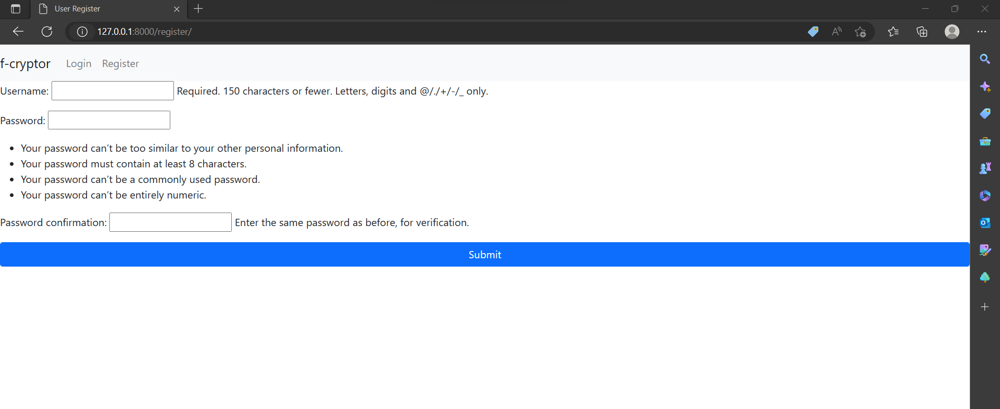 User Register
127.0.0.1:8000/register/
f-cryptor Login Register
Username: Required. 150 characters or fewer. Letters, digits and @/./+/-/_ only.
Password:
Your password can’t be too similar to your other personal information.
Your password must contain at least 8 characters.
Your password can’t be a commonly used password.
Your password can’t be entirely numeric.
Password confirmation: Enter the same password as before, for verification.
Submit